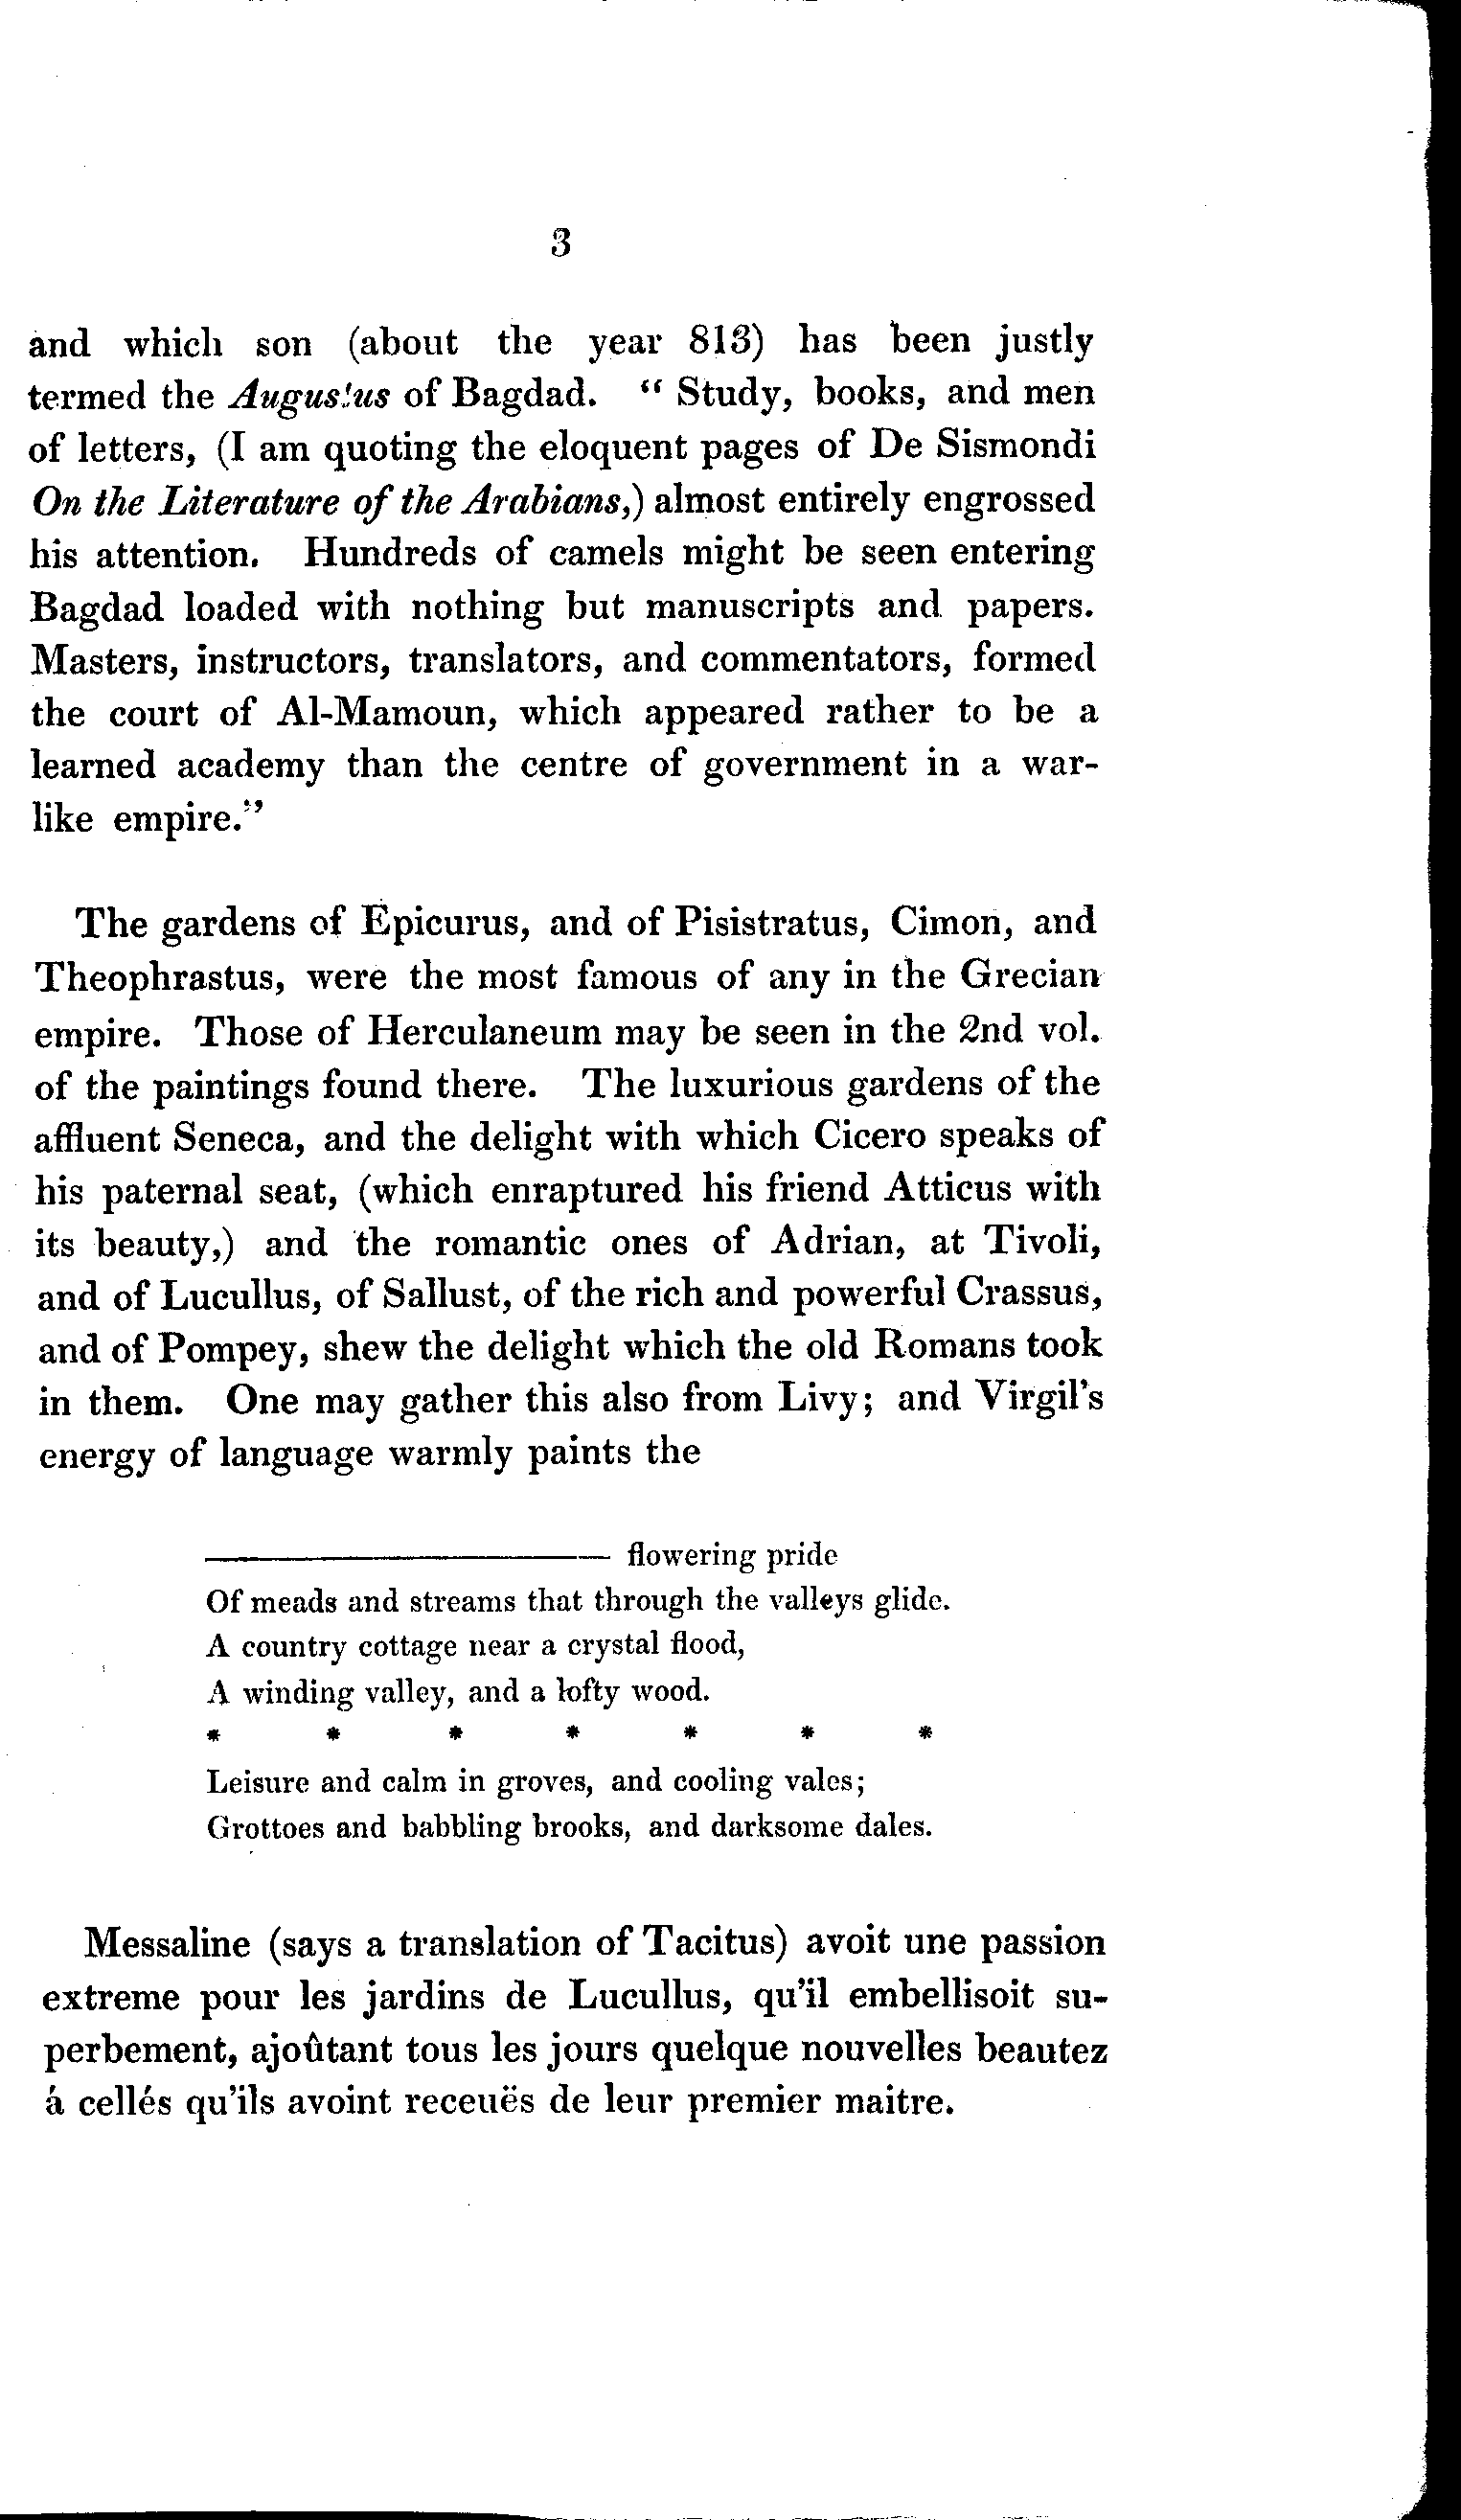 3
and which son (about the year 813) has been justly
termed the Augustus of Bagdad. “ Study, books, and men
of letters, (I am quoting the eloquent pages of De Sismondi
On the Literature of the Arabians,) almost entirely engrossed
his attention. Hundreds of camels might be seen entering
Bagdad loaded with nothing but manuscripts and papers.
Masters, instructors, translators, and commentators, formed
the court of Al-Mamoun, which appeared rather to be a
learned academy than the centre of government in a war-
like empire.”
The gardens of Epicurus, and of Pisistratus, Cimon, and
Theophrastus, were the most famous of any in the Grecian
empire. Those of Herculaneum may be seen in the 2nd vol.
of the paintings found there. The luxurious gardens of the
affluent Seneca, and the delight with which Cicero speaks of
his paternal seat, (which enraptured his friend Atticus with
its beauty,) and the romantic ones of Adrian, at Tivoli,
and of Lucullus, of Sallust, of the rich and powerful Crassus,
and of Pompey, shew the delight which the old Romans took
in them. One may gather this also from Livy; and Virgil's
energy of language warmly paints the
——————— flowering pride
Of meads and streams that through the valleys glide.
A country cottage near a crystal flood,
A winding valley, and a lofty wood.
* * * * * * *
Leisure and calm in groves, and cooling vales;
Grottoes and babbling brooks, and darksome dales.
Messaline (says a translation of Tacitus) avoit une passion
extreme pour les jardins de Lucullus, qu'il embellisoit su-
perbement, ajoûtant tous les jours quelque nouvelles beautez
á cellés qu'ils avoint receuës de leur premier maitre.